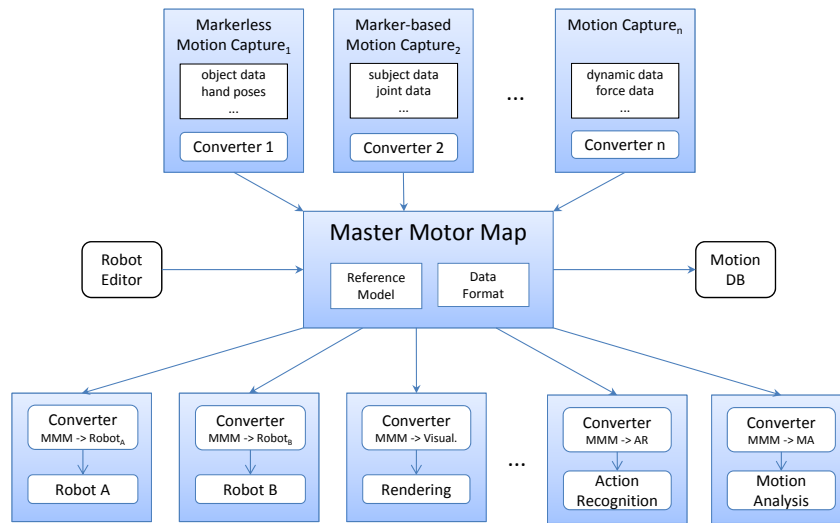 Markerless
Motion Capture1
object data
hand poses
...
Converter 1
Marker-based
Motion Capture2
subject data
joint data
...
Converter 2
...
Motion Capturen
dynamic data
force data
...
Converter n
Robot
Editor
Master Motor Map
Reference
Model
Data
Format
Motion
DB
Converter
MMM -> RobotA
Robot A
Converter
MMM -> RobotB
Robot B
Converter
MMM -> Visual.
Rendering
...
Converter
MMM -> AR
Action
Recognition
Converter
MMM -> MA
Motion
Analysis